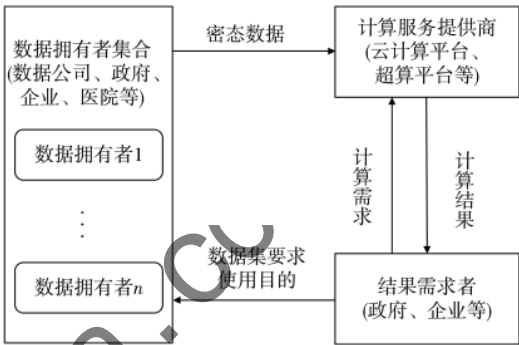 数据拥有者集合
(数据公司、政府、
企业、医院等)
数据拥有者1
⋮
数据拥有者n
密态数据
计算服务提供商
(云计算平台、
超算平台等)
计算需求
计算结果
数据集要求
使用目的
结果需求者
(政府、企业等)